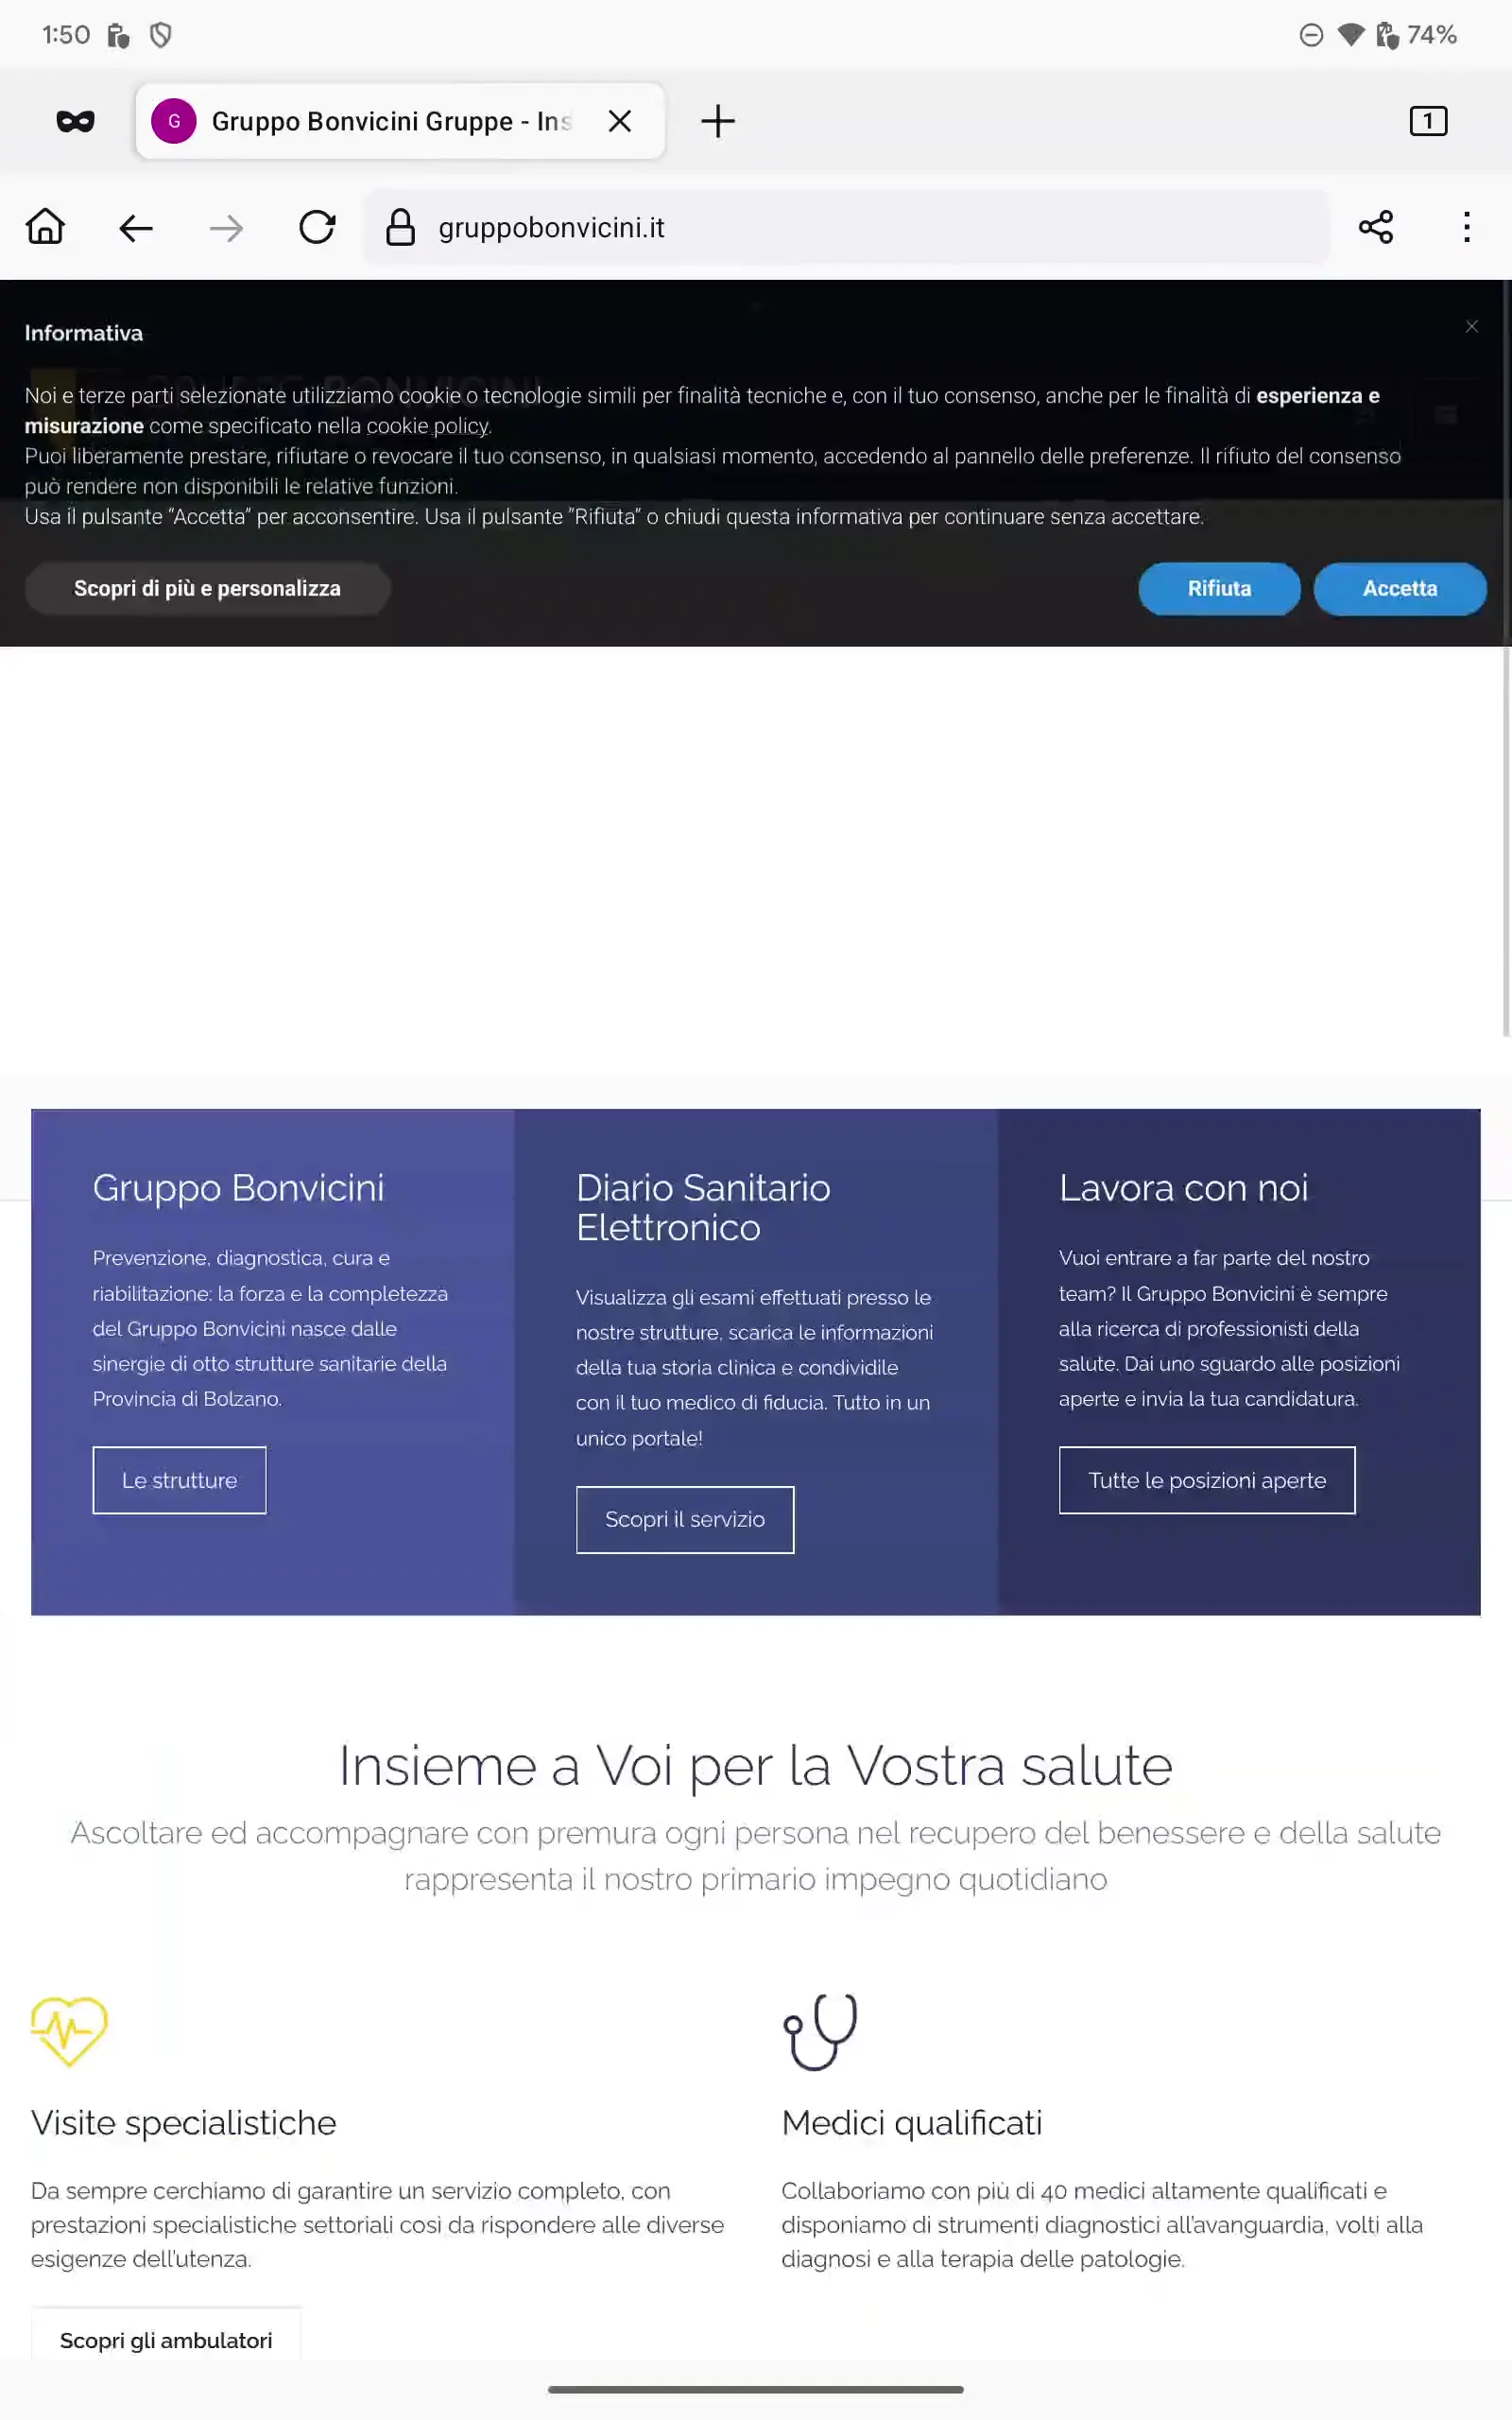 1:50
74%
G
Gruppo Bonvicini Gruppe - Ins
1
gruppobonvicini.it
Informativa
Noi e terze parti selezionate utilizziamo cookie o tecnologie simili per finalità tecniche e, con il tuo consenso, anche per le finalità di esperienza e
misurazione come specificato nella cookie policy.
Puoi liberamente prestare, rifiutare o revocare il tuo consenso, in qualsiasi momento, accedendo al pannello delle preferenze. Il rifiuto del consenso
può rendere non disponibili le relative funzioni.
Usa il pulsante “Accetta” per acconsentire. Usa il pulsante “Rifiuta” o chiudi questa informativa per continuare senza accettare.
Scopri di più e personalizza
Rifiuta
Accetta
Gruppo Bonvicini
Prevenzione, diagnostica, cura e
riabilitazione: la forza e la completezza
del Gruppo Bonvicini nasce dalle
sinergie di otto strutture sanitarie della
Provincia di Bolzano.
Le strutture
Diario Sanitario
Elettronico
Visualizza gli esami effettuati presso le
nostre strutture, scarica le informazioni
della tua storia clinica e condividile
con il tuo medico di fiducia. Tutto in un
unico portale!
Scopri il servizio
Lavora con noi
Vuoi entrare a far parte del nostro
team? Il Gruppo Bonvicini è sempre
alla ricerca di professionisti della
salute. Dai uno sguardo alle posizioni
aperte e invia la tua candidatura.
Tutte le posizioni aperte
Insieme a Voi per la Vostra salute
Ascoltare ed accompagnare con premura ogni persona nel recupero del benessere e della salute
rappresenta il nostro primario impegno quotidiano
Visite specialistiche
Da sempre cerchiamo di garantire un servizio completo, con
prestazioni specialistiche settoriali così da rispondere alle diverse
esigenze dell'utenza.
Scopri gli ambulatori
Medici qualificati
Collaboriamo con più di 40 medici altamente qualificati e
disponiamo di strumenti diagnostici all'avanguardia, volti alla
diagnosi e alla terapia delle patologie.